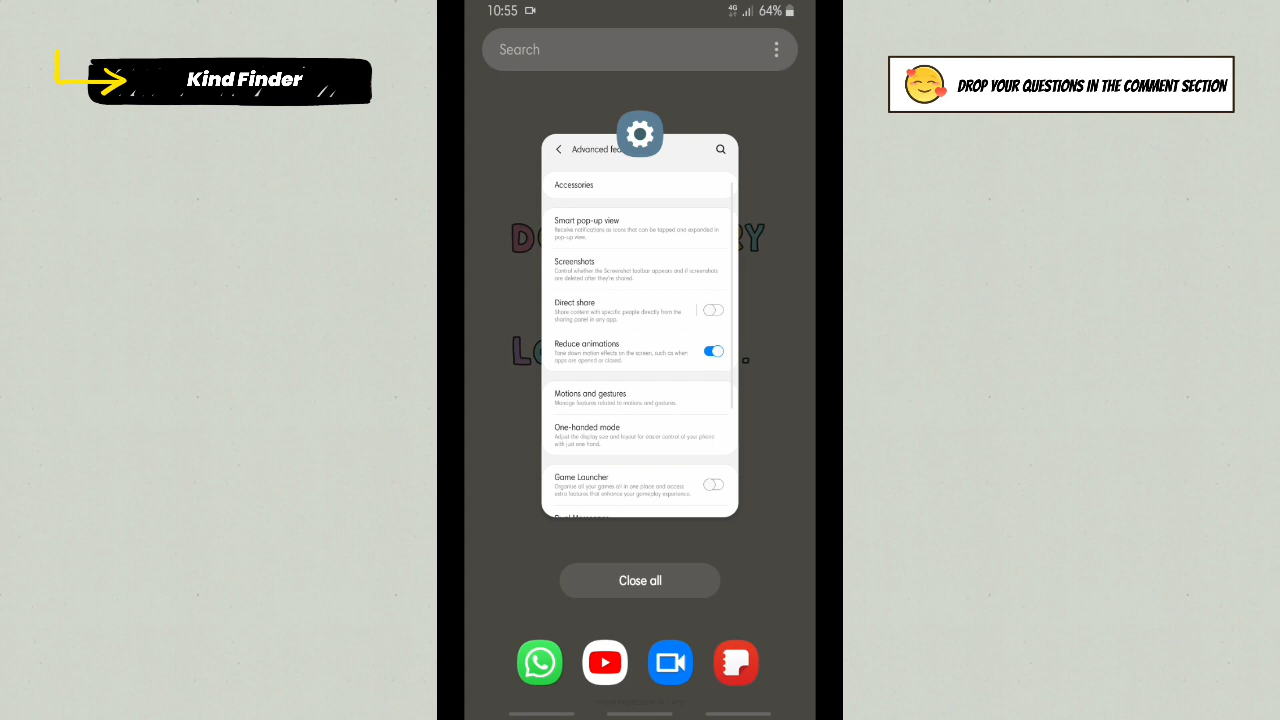 10:55
4G
64%
Kind Finder
Search
DROP YOUR QUESTIONS IN THE COMMENT SECTION
Advanced fea
Accessories
Smart pop-up view
Receive notifications as icons that can be tapped and expanded in
pop-up view.
Screenshots
Control whether the Screenshot toolbar appears and if screenshots
are deleted after they're shared.
Direct share
Share content with specific people directly from the
sharing panel in any app.
Reduce animations
Tone down motion effects on the screen, such as when
apps are opened or closed.
Motions and gestures
Manage features related to motions and gestures.
One-handed mode
Adjust the display size and layout for easier control of your phone
with just one hand.
Game Launcher
Organise all your games all in one place and access
extra features that enhance your gameplay experience.
Close all